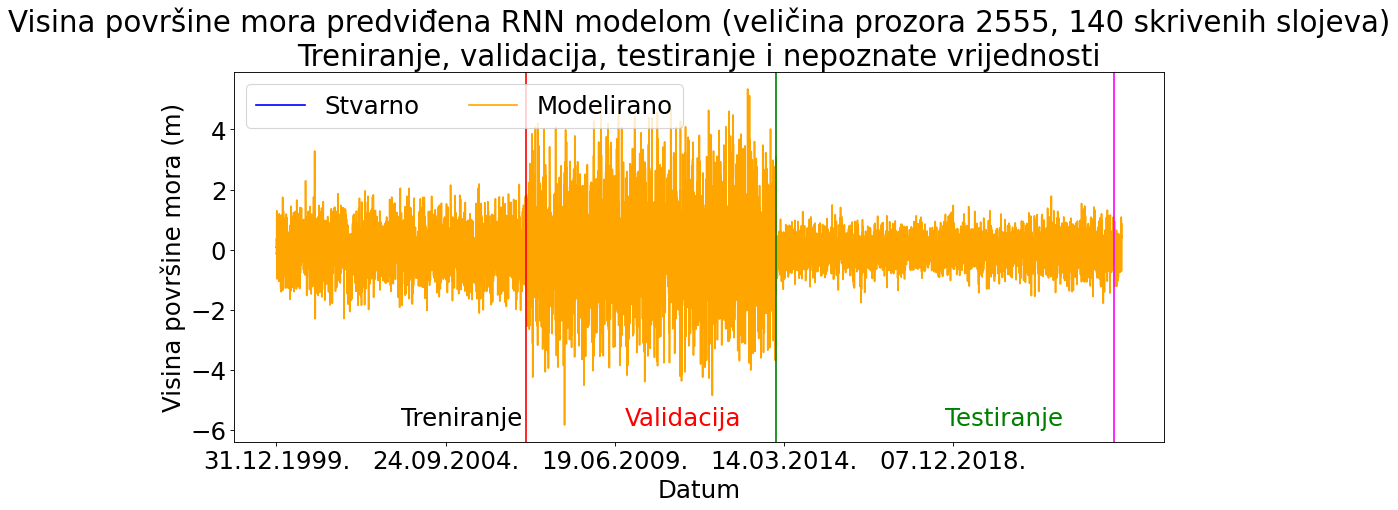 Visina površine mora predviđena RNN modelom (veličina prozora 2555, 140 skrivenih slojeva)
Treniranje, validacija, testiranje i nepoznate vrijednosti
Stvarno Modelirano
Visina površine mora (m)
4
2
0
−2
−4
−6
Treniranje Validacija Testiranje
31.12.1999. 24.09.2004. 19.06.2009. 14.03.2014. 07.12.2018.
Datum